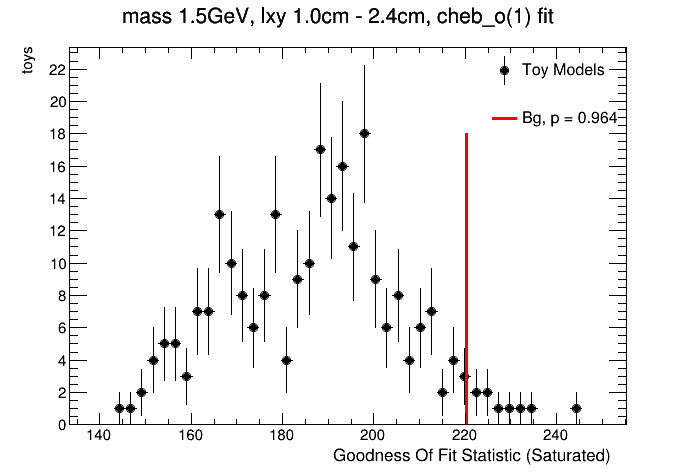 mass 1.5GeV, lxy 1.0cm - 2.4cm, cheb_o(1) fit
toys
22
20
18
16
14
12
10
8
6
4
2
0
Toy Models
Bg, p = 0.964
140 160 180 200 220 240
Goodness Of Fit Statistic (Saturated)